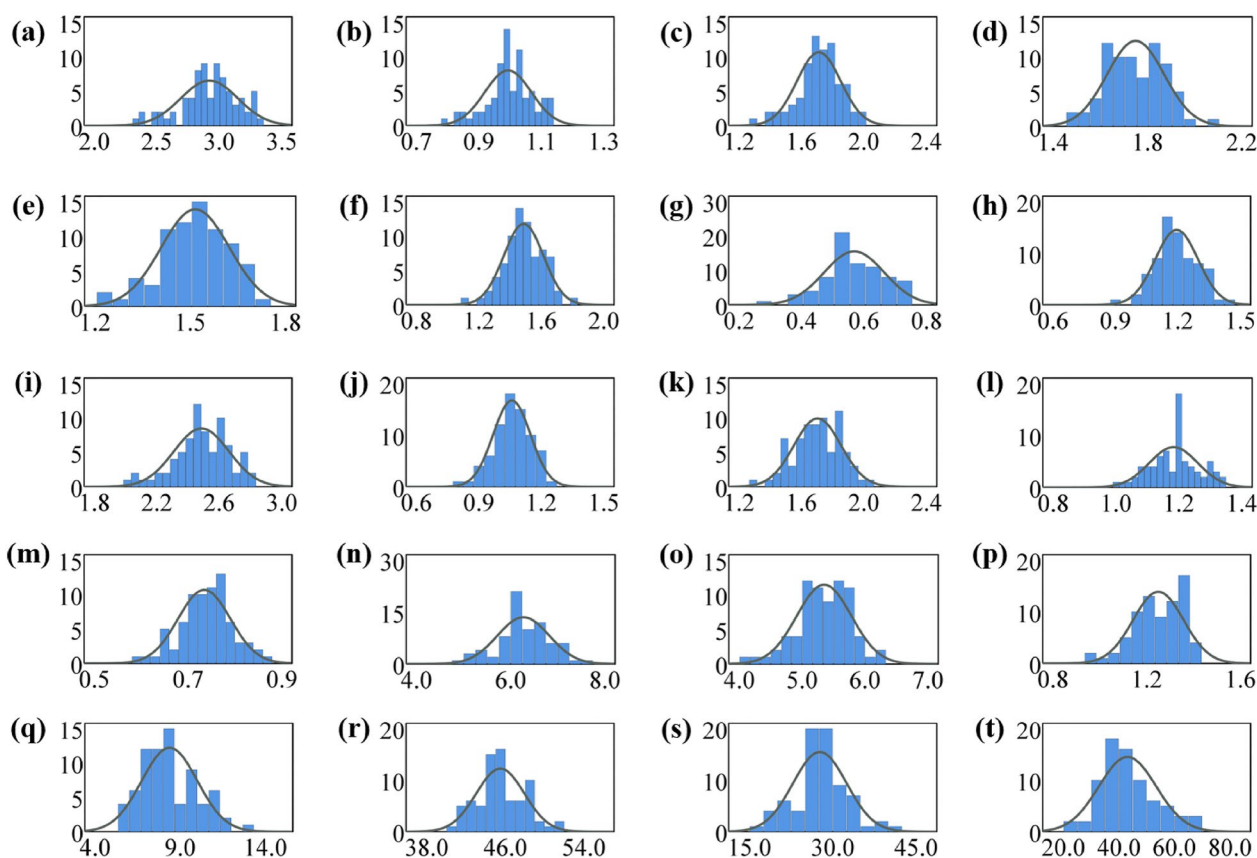 (a) 15 10 5 0 2.0 2.5 3.0 3.5
(b) 15 10 5 0 0.7 0.9 1.1 1.3
(c) 15 10 5 0 1.2 1.6 2.0 2.4
(d) 15 10 5 0 1.4 1.8 2.2
(e) 15 10 5 0 1.2 1.5 1.8
(f) 15 10 5 0 0.8 1.2 1.6 2.0
(g) 30 20 10 0 0.2 0.4 0.6 0.8
(h) 20 10 0 0.6 0.9 1.2 1.5
(i) 15 10 5 0 1.8 2.2 2.6 3.0
(j) 20 10 0 0.6 0.9 1.2 1.5
(k) 15 10 5 0 1.2 1.6 2.0 2.4
(l) 20 10 0 0.8 1.0 1.2 1.4
(m) 15 10 5 0 0.5 0.7 0.9
(n) 30 15 0 4.0 6.0 8.0
(o) 15 10 5 0 4.0 5.0 6.0 7.0
(p) 20 10 0 0.8 1.2 1.6
(q) 15 10 5 0 4.0 9.0 14.0
(r) 20 10 0 38.0 46.0 54.0
(s) 20 10 0 15.0 30.0 45.0
(t) 20 10 0 20.0 40.0 60.0 80.0